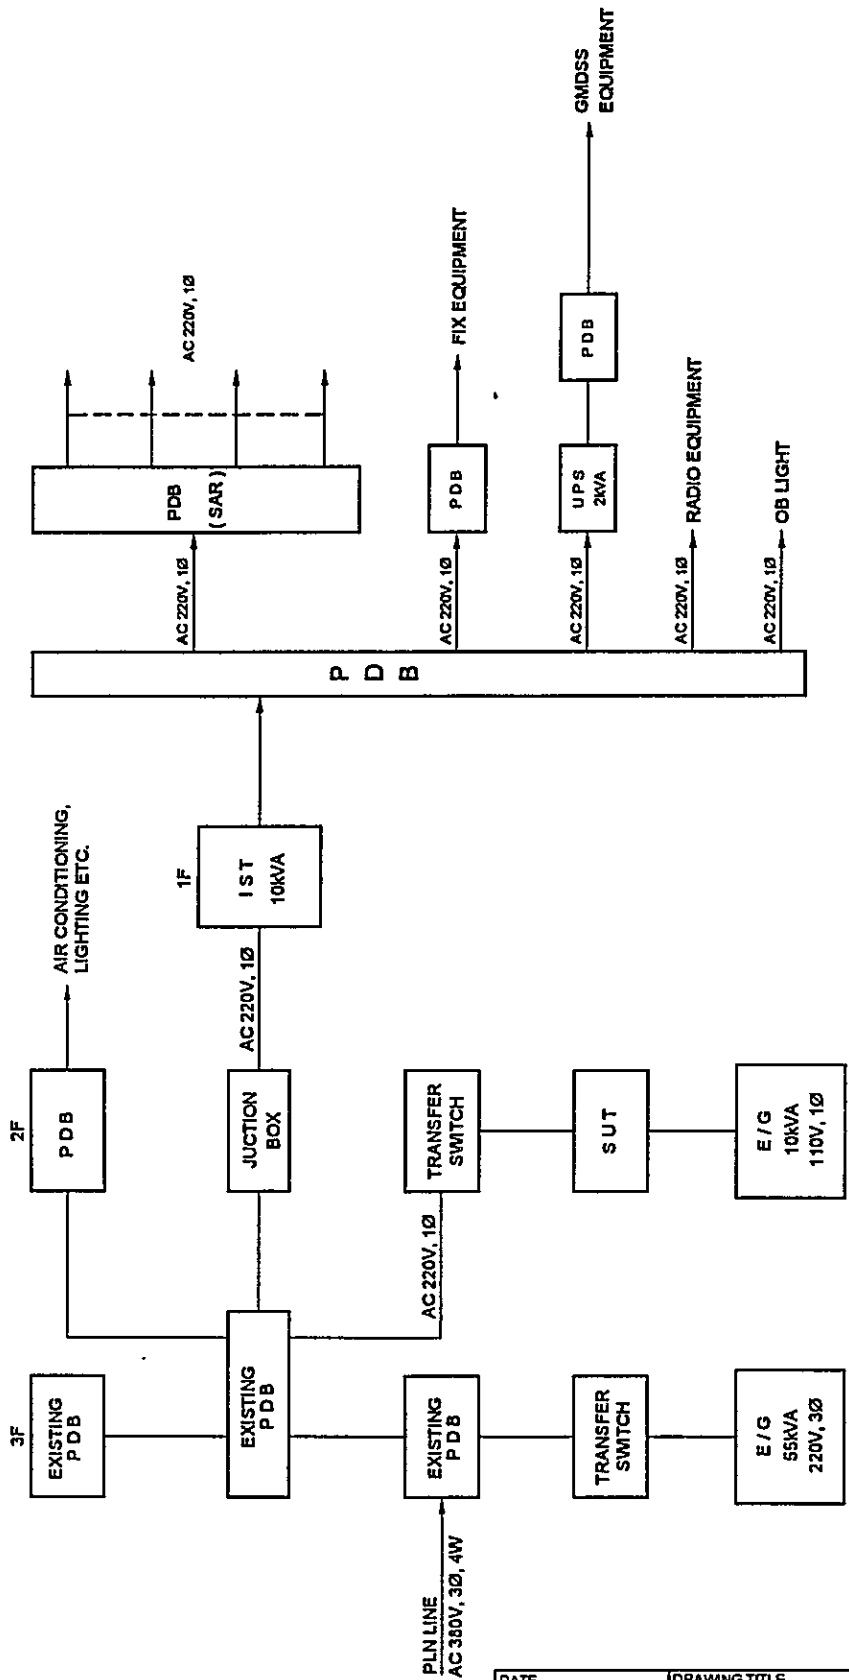 3F
EXISTING
P D B
2F
P D B
AIR CONDITIONING,
LIGHTING ETC.
EXISTING
P D B
JUCTION
BOX
AC 220V, 1Ø
1F
I S T
10kVA
PLN LINE
AC 380V, 3Ø, 4W
EXISTING
P D B
AC 220V, 1Ø
TRANSFER
SWITCH
TRANSFER
SWTCH
S U T
E / G
55kVA
220V, 3Ø
E / G
10kVA
110V, 1Ø
P D B
AC 220V, 1Ø
PDB
( SAR )
AC 220V, 1Ø
AC 220V, 1Ø
P D B
FIX EQUIPMENT
AC 220V, 1Ø
U P S
2kVA
P D B
GMDSS
EQUIPMENT
AC 220V, 1Ø
RADIO EQUIPMENT
AC 220V, 1Ø
OB LIGHT
DATE
DRAWING TITLE